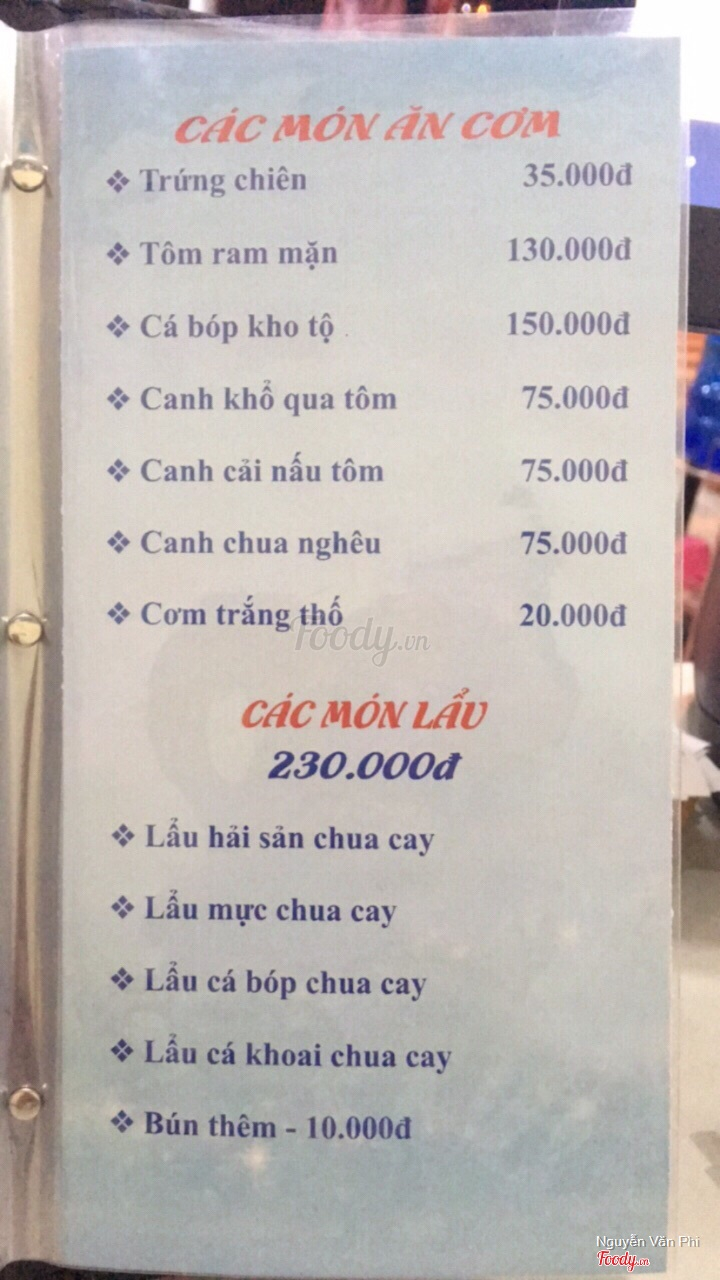 CÁC MÓN ĂN CƠM
❖ Trứng chiên 35.000đ
❖ Tôm ram mặn 130.000đ
❖ Cá bóp kho tộ 150.000đ
❖ Canh khổ qua tôm 75.000đ
❖ Canh cải nấu tôm 75.000đ
❖ Canh chua nghêu 75.000đ
❖ Cơm trắng thố 20.000đ
Foody.vn
CÁC MÓN LẨU
230.000đ
❖ Lẩu hải sản chua cay
❖ Lẩu mực chua cay
❖ Lẩu cá bóp chua cay
❖ Lẩu cá khoai chua cay
❖ Bún thêm - 10.000đ
Nguyễn Văn Phi
Foody.vn